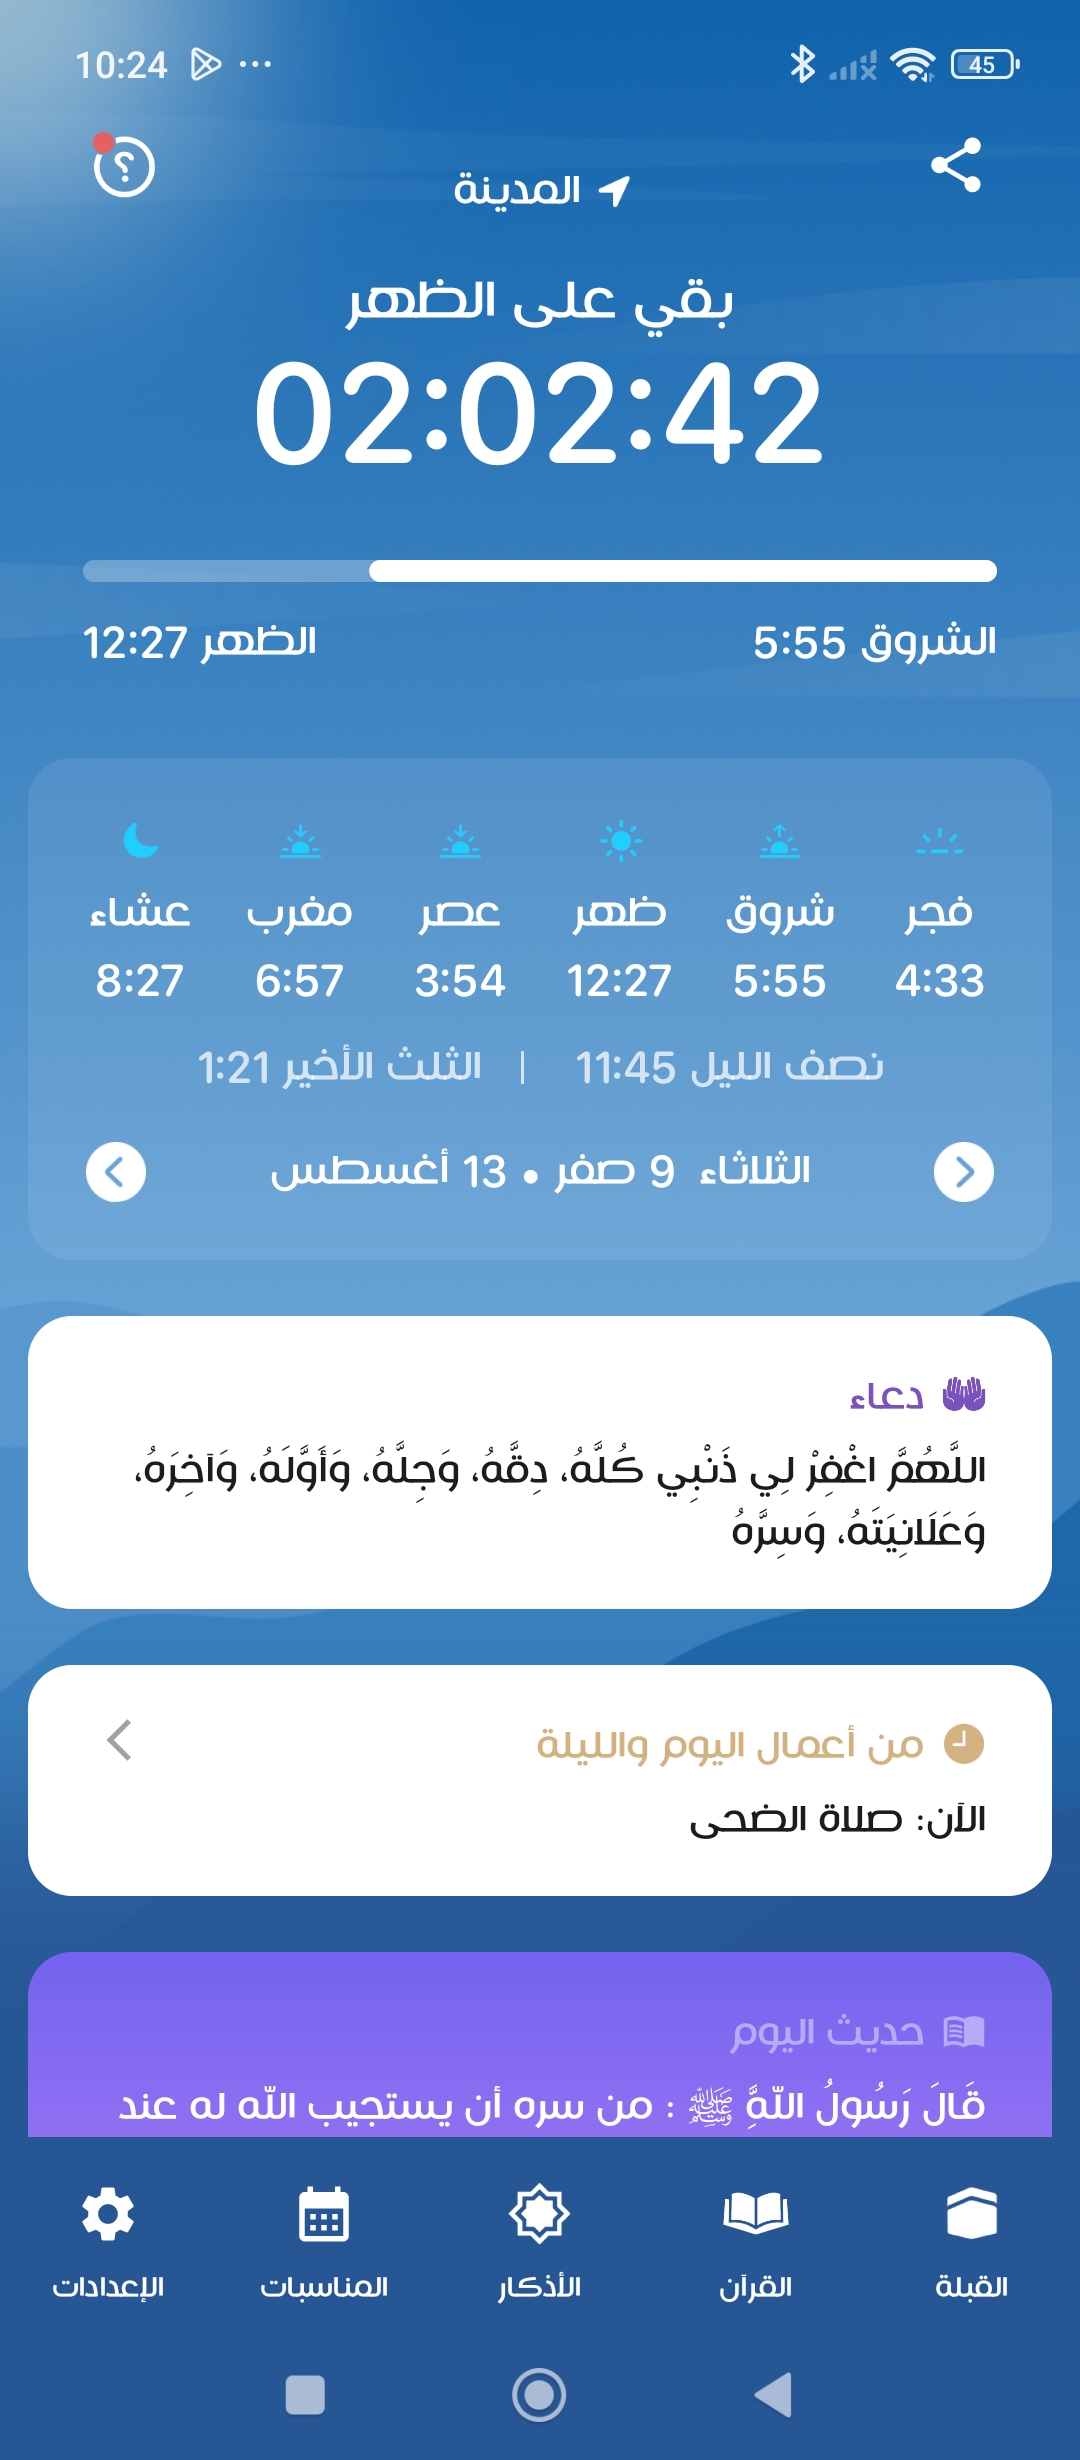 10:24
45
المدينة
بقي على الظهر
02:02:42
الشروق 5:55
الظهر 12:27
فجر شروق ظهر عصر مغرب عشاء
4:33 5:55 12:27 3:54 6:57 8:27
نصف الليل 11:45 | الثلث الأخير 1:21
الثلاثاء 9 صفر • 13 أغسطس
دعاء
اللَّهُمَّ اغْفِرْ لِي ذَنْبِي كُلَّهُ، دِقَّهُ، وَجِلَّهُ، وَأَوَّلَهُ، وَآخِرَهُ،
وَعَلَانِيَتَهُ، وَسِرَّهُ
من أعمال اليوم والليلة
الآن: صلاة الضحى
حديث اليوم
قَالَ رَسُولُ اللَّهِ ﷺ : من سره أن يستجيب الله له عند
القبلة القرآن الأذكار المناسبات الإعدادات